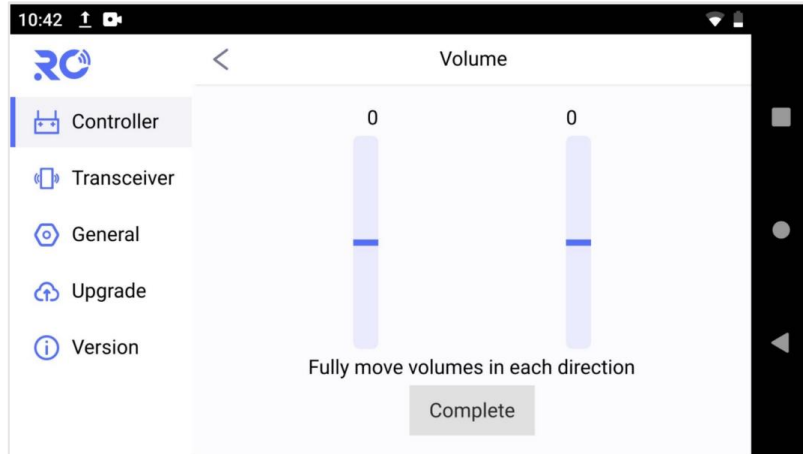 10:42
RC
Volume
Controller
Transceiver
General
Upgrade
Version
0 0
Fully move volumes in each direction
Complete